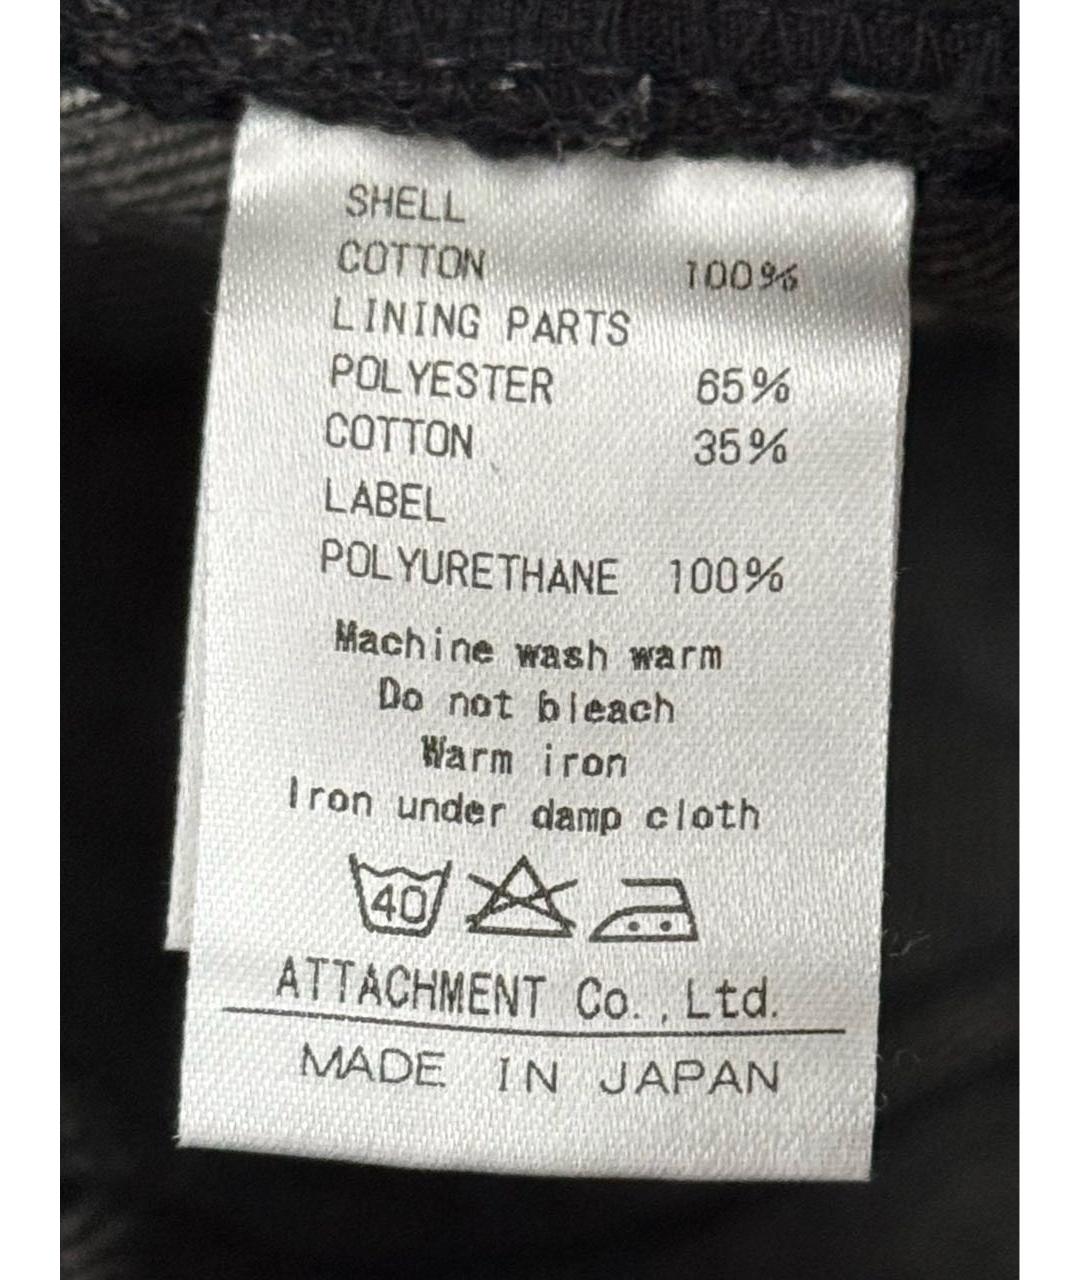 SHELL
COTTON 100%
LINING PARTS
POLYESTER 65%
COTTON 35%
LABEL
POLYURETHANE 100%
Machine wash warm
Do not bleach
Warm iron
Iron under damp cloth
40
ATTACHMENT Co.,Ltd.
MADE IN JAPAN